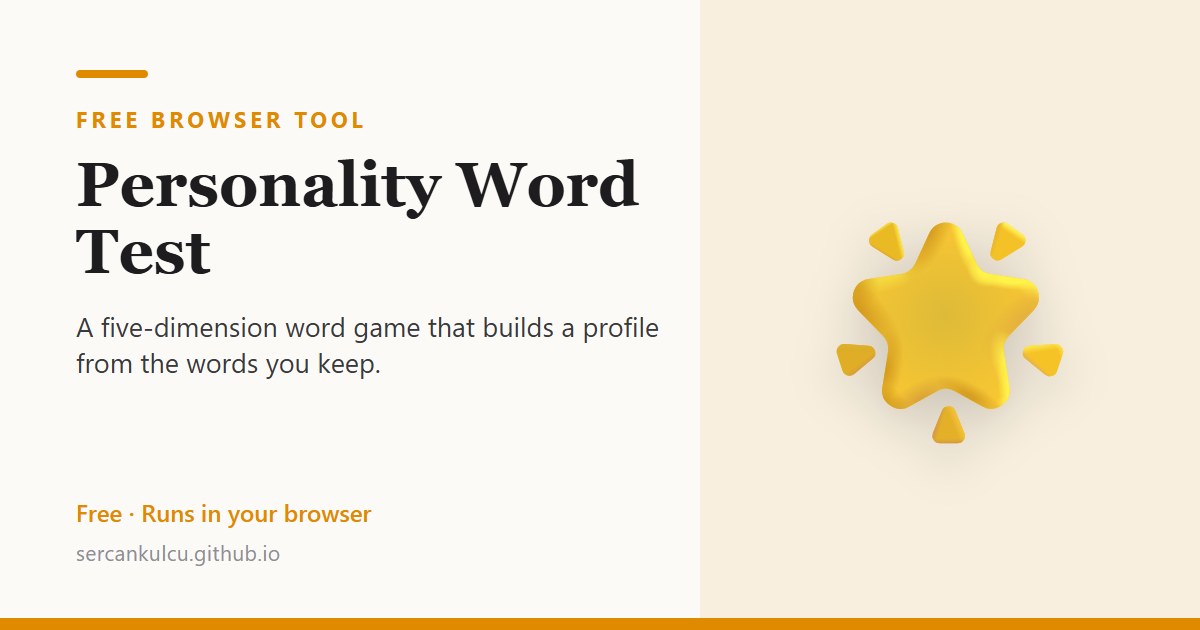 FREE BROWSER TOOL
Personality Word
Test
A five-dimension word game that builds a profile
from the words you keep.
Free · Runs in your browser
sercankulcu.github.io